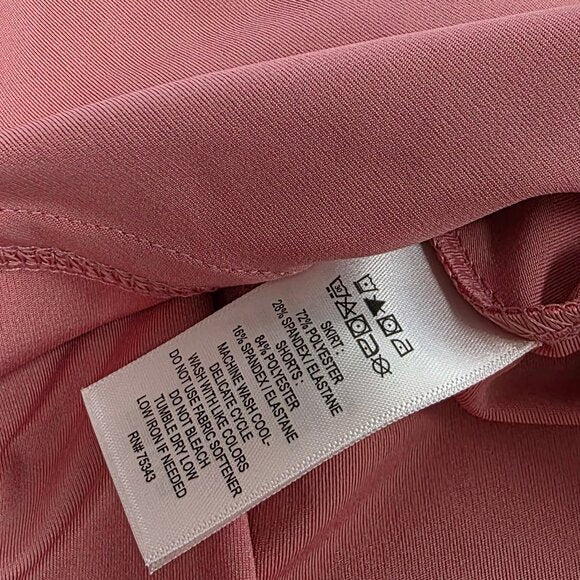 SKIRT :
72% POLYESTER
28% SPANDEX, ELASTANE
SHORTS :
84% POLYESTER
16% SPANDEX, ELASTANE
MACHINE WASH COOL-
DELICATE CYCLE
WASH WITH LIKE COLORS
DO NOT USE FABRIC SOFTENER
DO NOT BLEACH
TUMBLE DRY LOW
LOW IRON IF NEEDED
RN# 75343